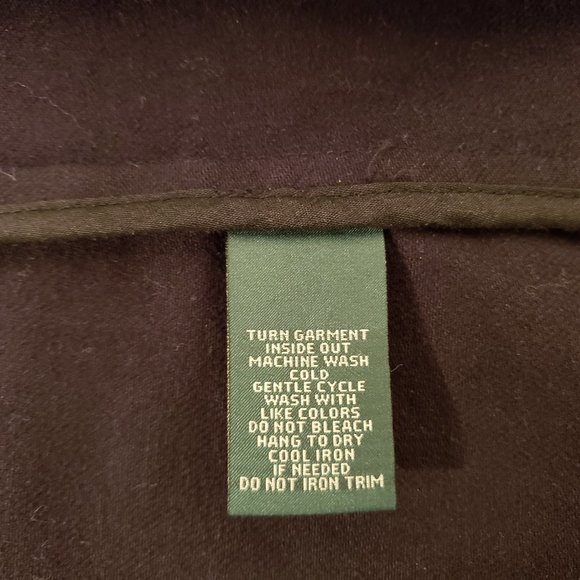 TURN GARMENT
INSIDE OUT
MACHINE WASH
COLD
GENTLE CYCLE
WASH WITH
LIKE COLORS
DO NOT BLEACH
HANG TO DRY
COOL IRON
IF NEEDED
DO NOT IRON TRIM